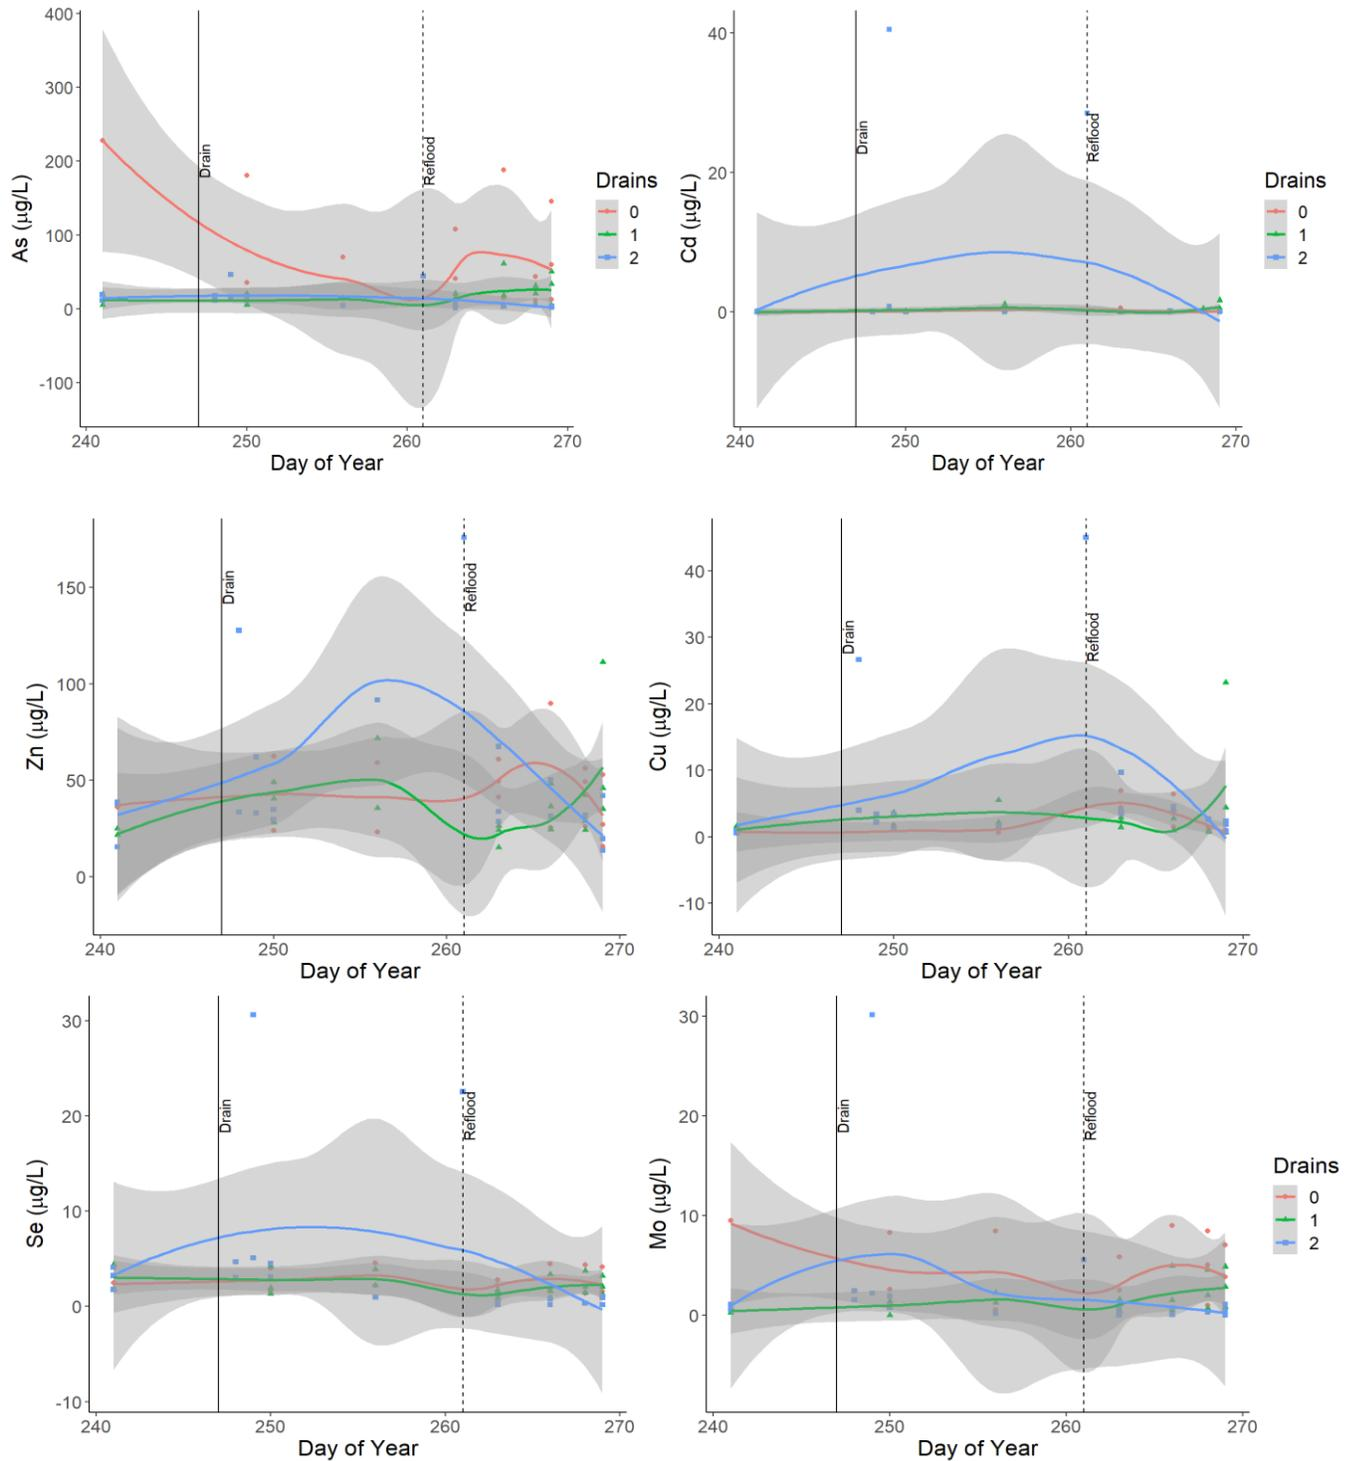 As (µg/L)
400
300
200
100
0
-100
Drain
Reflood
240
250
260
270
Day of Year
Drains
0
1
2
Cd (µg/L)
40
20
0
Drain
Reflood
240
250
260
270
Day of Year
Drains
0
1
2
Zn (µg/L)
150
100
50
0
Drain
Reflood
240
250
260
270
Day of Year
Cu (µg/L)
40
30
20
10
0
-10
Drain
Reflood
240
250
260
270
Day of Year
Se (µg/L)
30
20
10
0
-10
Drain
Reflood
240
250
260
270
Day of Year
Mo (µg/L)
30
20
10
0
Drain
Reflood
240
250
260
270
Day of Year
Drains
0
1
2